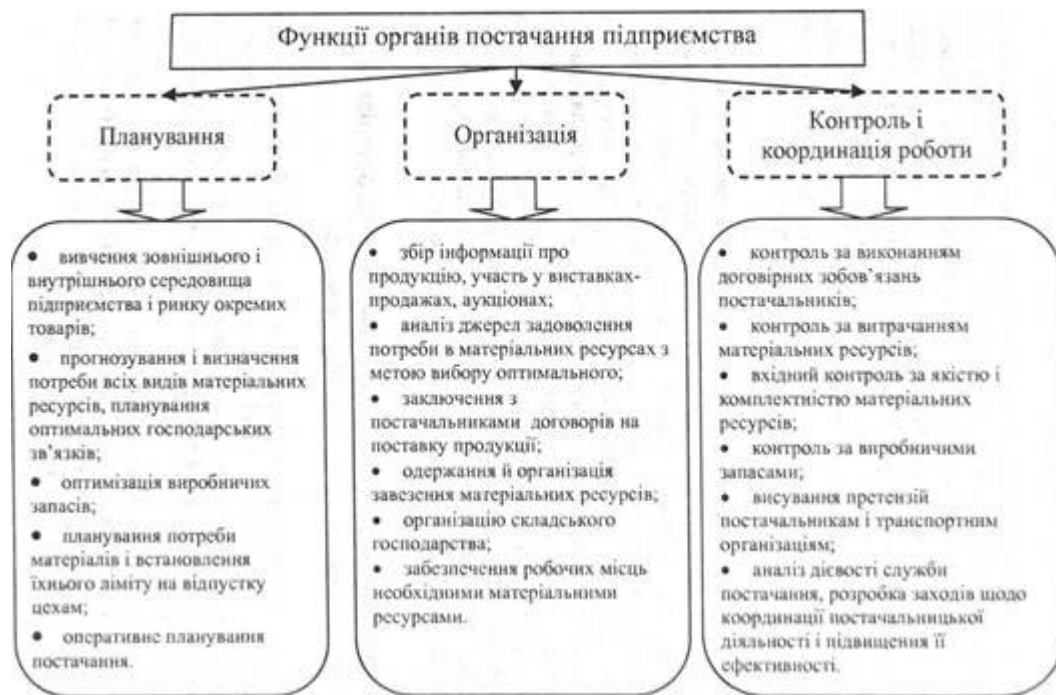 Функції органів постачання підприємства
Планування
Організація
Контроль і
координація роботи
● вивчення зовнішнього і
внутрішнього середовища
підприємства і ринку окремих
товарів;
● прогнозування і визначення
потреби всіх видів матеріальних
ресурсів, планування
оптимальних господарських
зв'язків;
● оптимізація виробничих
запасів;
● планування потреби
матеріалів і встановлення
їхнього ліміту на відпустку
цехам;
● оперативне планування
постачання.
● збір інформації про
продукцію, участь у виставках-
продажах, аукціонах;
● аналіз джерел задоволення
потреби в матеріальних ресурсах з
метою вибору оптимального;
● заключення з
постачальниками договорів на
поставку продукції;
● одержання й організація
завезення матеріальних ресурсів;
● організацію складського
господарства;
● забезпечення робочих місць
необхідними матеріальними
ресурсами.
● контроль за виконанням
договірних зобов'язань
постачальників;
● контроль за витрачанням
матеріальних ресурсів;
● вхідний контроль за якістю і
комплектністю матеріальних
ресурсів;
● контроль за виробничими
запасами;
● висування претензій
постачальникам і транспортним
організаціям;
● аналіз дієвості служби
постачання, розробка заходів щодо
координації постачальницької
діяльності і підвищення її
ефективності.